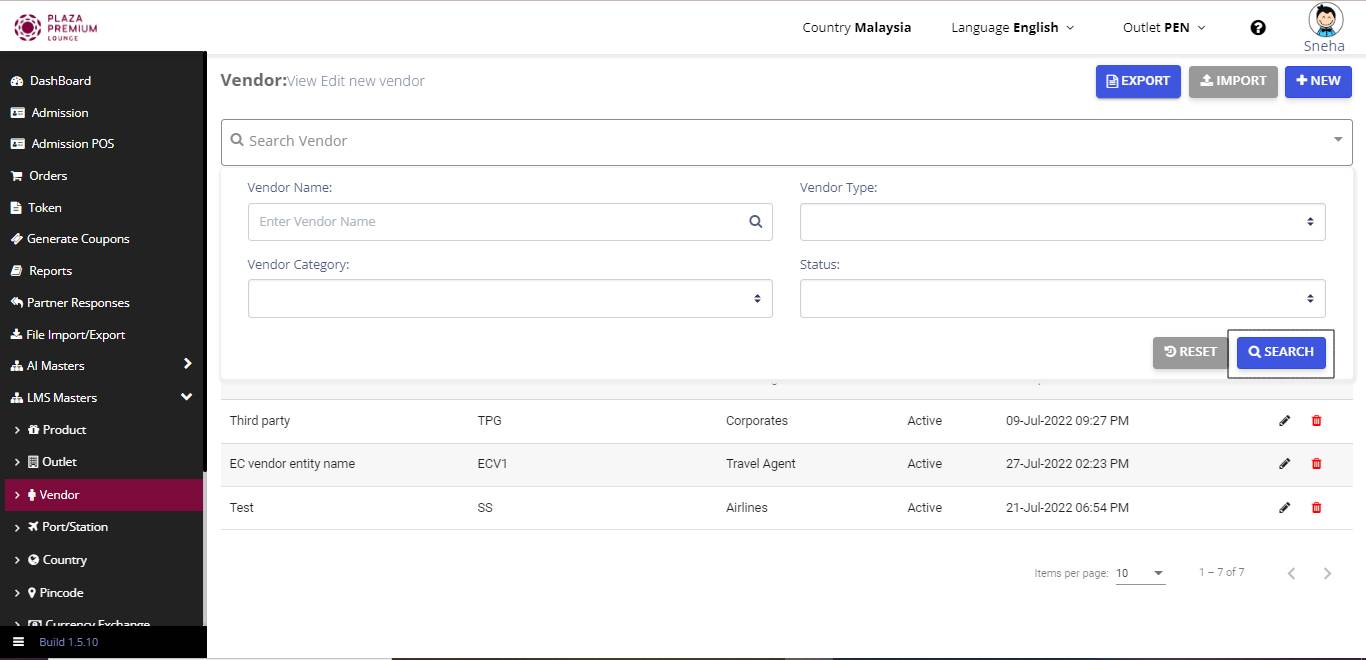 PLAZA
PREMIUM
LOUNGE
Country Malaysia
Language English
Outlet PEN
Sneha
DashBoard
Admission
Admission POS
Orders
Token
Generate Coupons
Reports
Partner Responses
File Import/Export
AI Masters
LMS Masters
Product
Outlet
Vendor
Port/Station
Country
Pincode
Currency Exchange
Build 1.5.10
Vendor:View Edit new vendor
EXPORT
IMPORT
NEW
Search Vendor
Vendor Name:
Vendor Type:
Enter Vendor Name
Vendor Category:
Status:
RESET
SEARCH
Third party TPG Corporates Active 09-Jul-2022 09:27 PM
EC vendor entity name ECV1 Travel Agent Active 27-Jul-2022 02:23 PM
Test SS Airlines Active 21-Jul-2022 06:54 PM
Items per page: 10 1 – 7 of 7